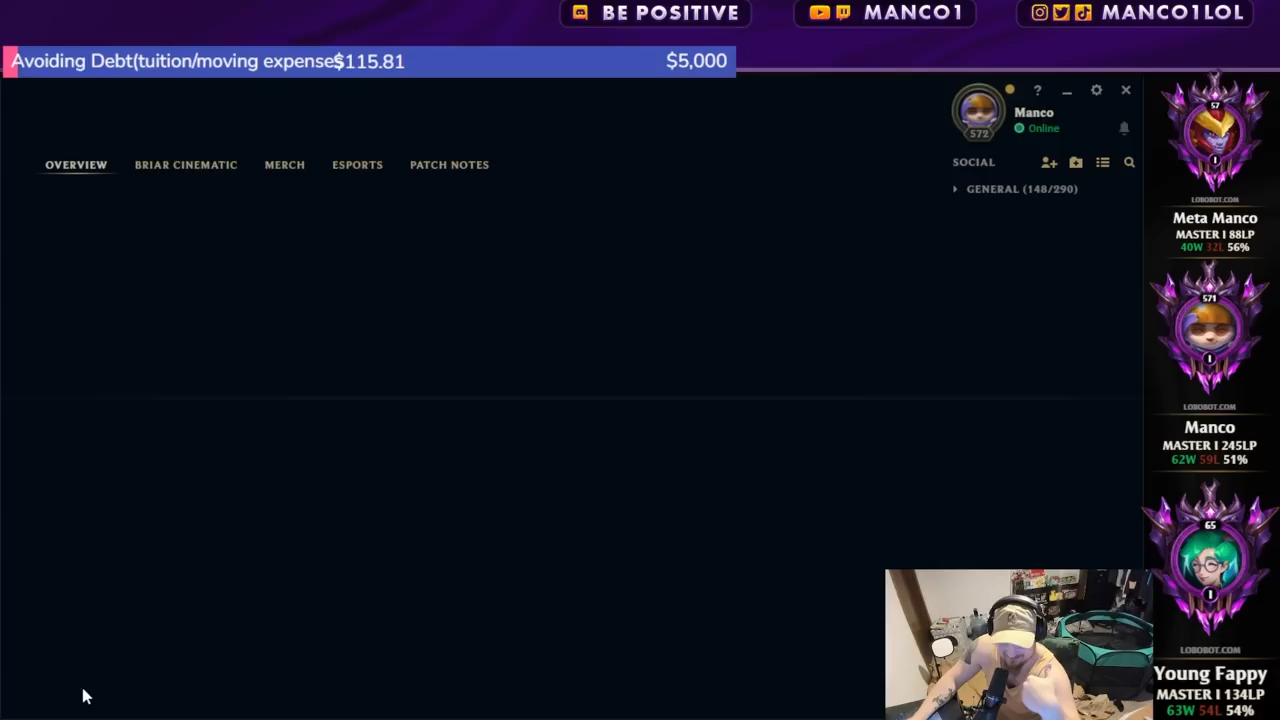 BE POSITIVE
MANCO1
MANCO1LOL
Avoiding Debt(tuition/moving expenses
$115.81
$5,000
572
?
Manco
Online
OVERVIEW
BRIAR CINEMATIC
MERCH
ESPORTS
PATCH NOTES
SOCIAL
GENERAL (148/290)
57
I
LOBOBOT.COM
Meta Manco
MASTER I 88LP
40W 32L 56%
571
I
LOBOBOT.COM
Manco
MASTER I 245LP
62W 59L 51%
65
I
LOBOBOT.COM
Young Fappy
MASTER I 134LP
63W 54L 54%